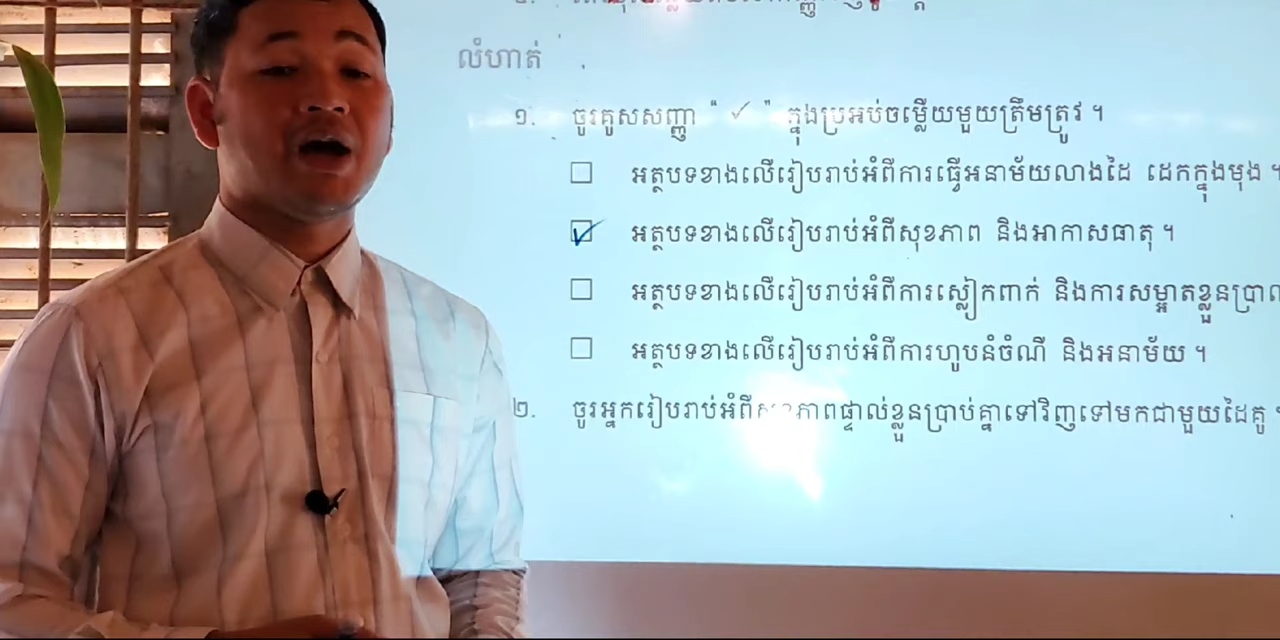 លំហាត់
១. ចូរគូសសញ្ញា " ✓ " ក្នុងប្រអប់ចម្លើយមួយត្រឹមត្រូវ ។
☐ អត្ថបទខាងលើរៀបរាប់អំពីការធ្វើអនាម័យលាងដៃ ដេកក្នុងមុង ។
☑ អត្ថបទខាងលើរៀបរាប់អំពីសុខភាព និងអាកាសធាតុ ។
☐ អត្ថបទខាងលើរៀបរាប់អំពីការស្លៀកពាក់ និងការសម្អាតខ្លួនប្រាណ
☐ អត្ថបទខាងលើរៀបរាប់អំពីការហូបនំចំណី និងអនាម័យ ។
២. ចូរអ្នករៀបរាប់អំពីសុខភាពផ្ទាល់ខ្លួនប្រាប់គ្នាទៅវិញទៅមកជាមួយដៃគូ ។